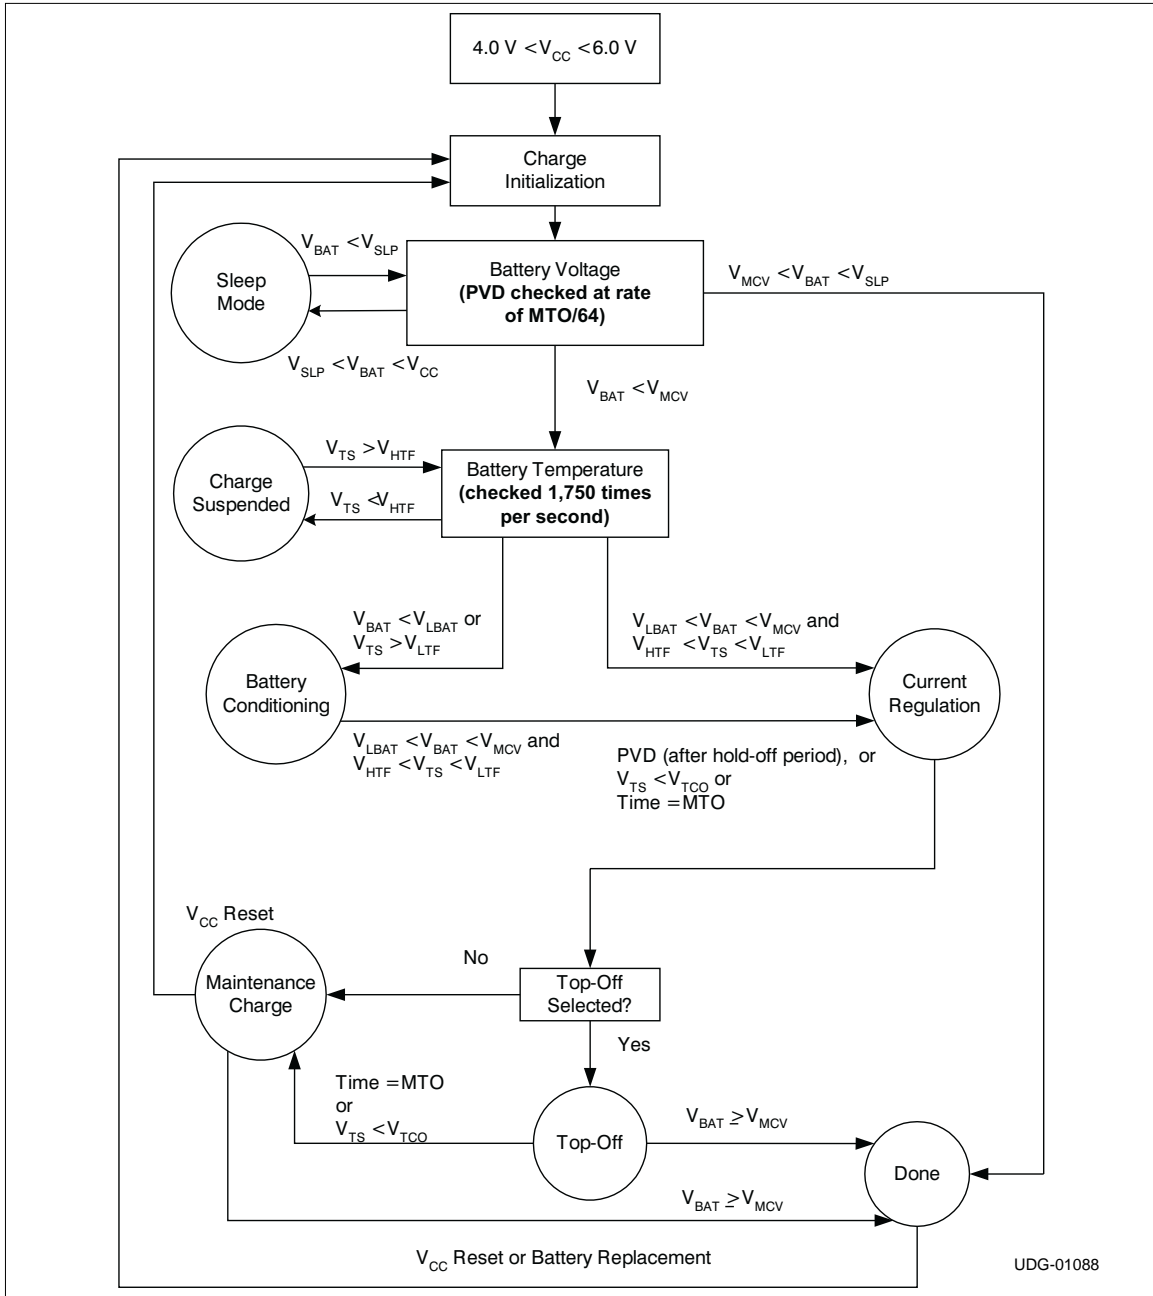 4.0 V < VCC < 6.0 V
Charge
Initialization
VBAT < VSLP
Sleep
Mode
Battery Voltage
(PVD checked at rate
of MTO/64)
VMCV < VBAT < VSLP
VSLP < VBAT < VCC
VBAT < VMCV
VTS > VHTF
Charge
Suspended
VTS < VHTF
Battery Temperature
(checked 1,750 times
per second)
VBAT < VLBAT or
VTS > VLTF
VLBAT < VBAT < VMCV and
VHTF < VTS < VLTF
Battery
Conditioning
Current
Regulation
VLBAT < VBAT < VMCV and
VHTF < VTS < VLTF
PVD (after hold-off period), or
VTS < VTCO or
Time = MTO
VCC Reset
Maintenance
Charge
No
Top-Off
Selected?
Yes
Time = MTO
or
VTS < VTCO
Top-Off
VBAT ≥ VMCV
Done
VBAT ≥ VMCV
VCC Reset or Battery Replacement
UDG-01088